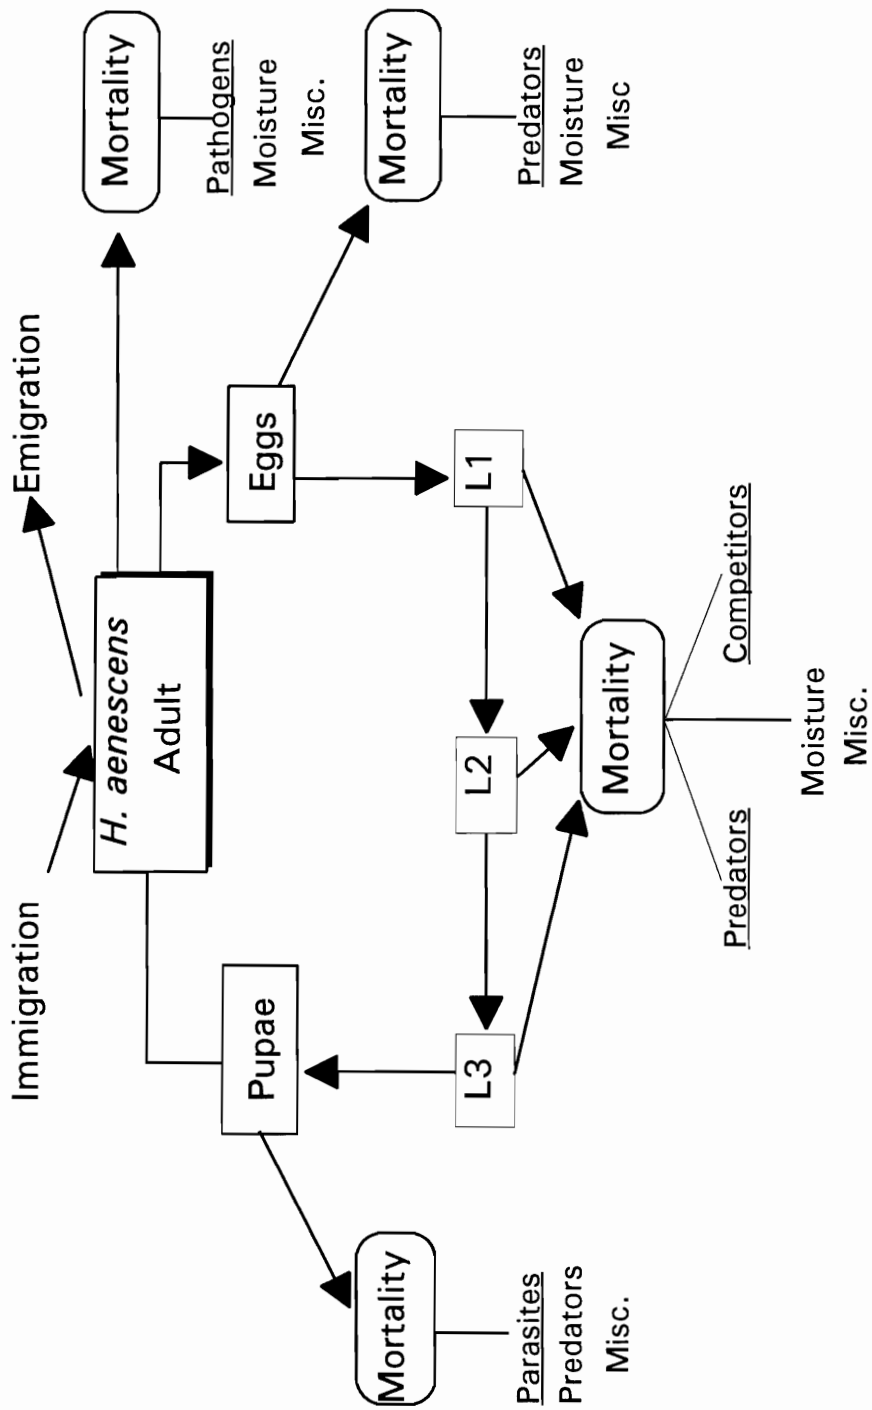 Immigration
Emigration
H. aenescens
Adult
Mortality
Pathogens
Moisture
Misc.
Pupae
Eggs
Mortality
Parasites
Predators
Misc.
Mortality
Predators
Moisture
Misc
L3
L2
L1
Mortality
Predators
Competitors
Moisture
Misc.